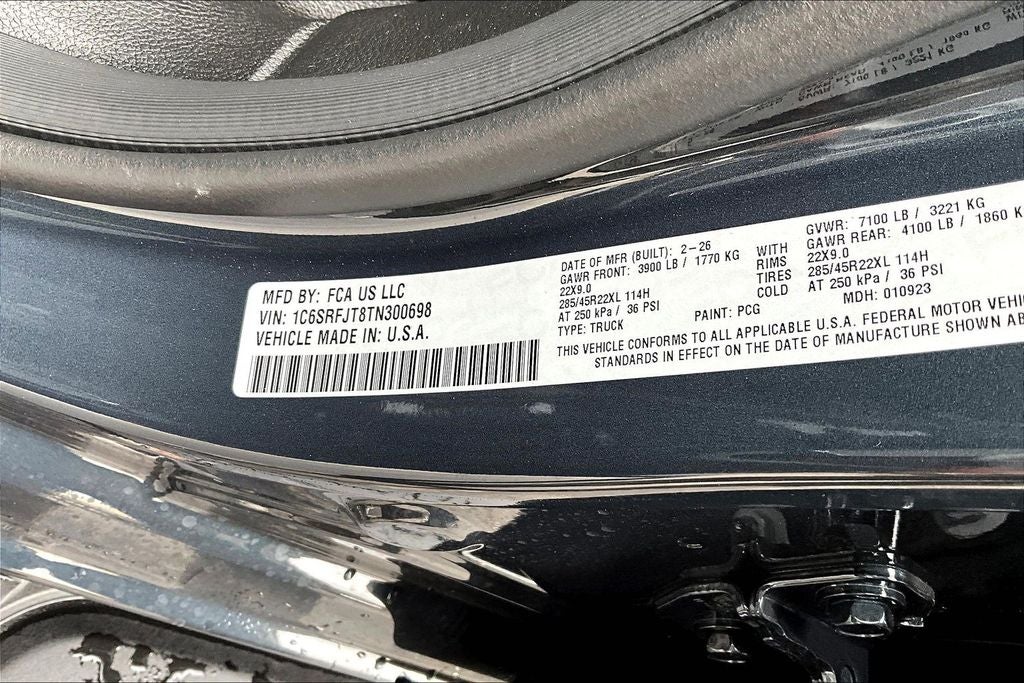 MFD BY: FCA US LLC
VIN: 1C6SRFJT8TN300698
VEHICLE MADE IN: U.S.A.
DATE OF MFR (BUILT): 2-26
GAWR FRONT: 3900 LB / 1770 KG
22X9.0
285/45R22XL 114H
AT 250 kPa / 36 PSI
TYPE: TRUCK
WITH
RIMS
TIRES
COLD
GVWR: 7100 LB / 3221 KG
GAWR REAR: 4100 LB / 1860 K
22X9.0
285/45R22XL 114H
AT 250 kPa / 36 PSI
PAINT: PCG
MDH: 010923
THIS VEHICLE CONFORMS TO ALL APPLICABLE U.S.A. FEDERAL MOTOR VEHI
STANDARDS IN EFFECT ON THE DATE OF MANUFACTURE SHOWN AB